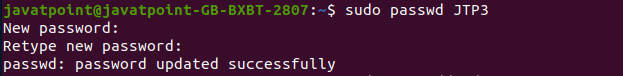 javatpoint@javatpoint-GB-BXBT-2807:~$ sudo passwd JTP3
New password:
Retype new password:
passwd: password updated successfully